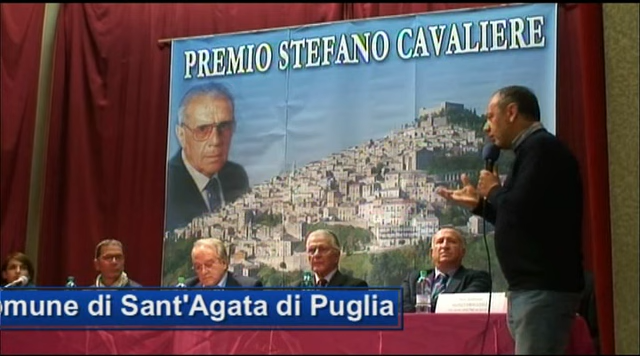 PREMIO STEFANO CAVALIERE
omune di Sant'Agata di Puglia